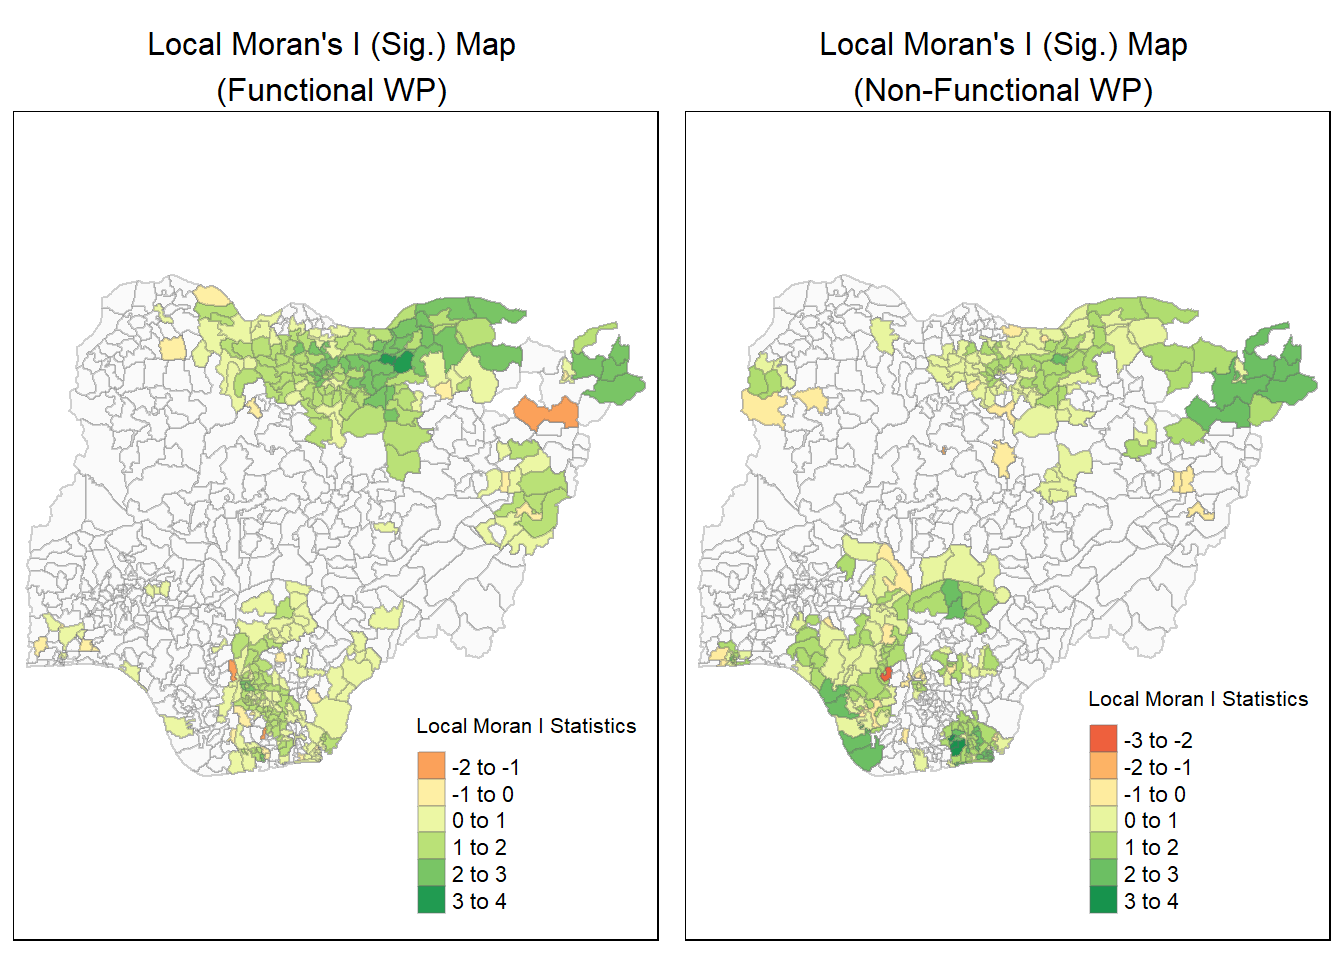 Local Moran's I (Sig.) Map
(Functional WP)
Local Moran I Statistics
-2 to -1
-1 to 0
0 to 1
1 to 2
2 to 3
3 to 4
Local Moran's I (Sig.) Map
(Non-Functional WP)
Local Moran I Statistics
-3 to -2
-2 to -1
-1 to 0
0 to 1
1 to 2
2 to 3
3 to 4